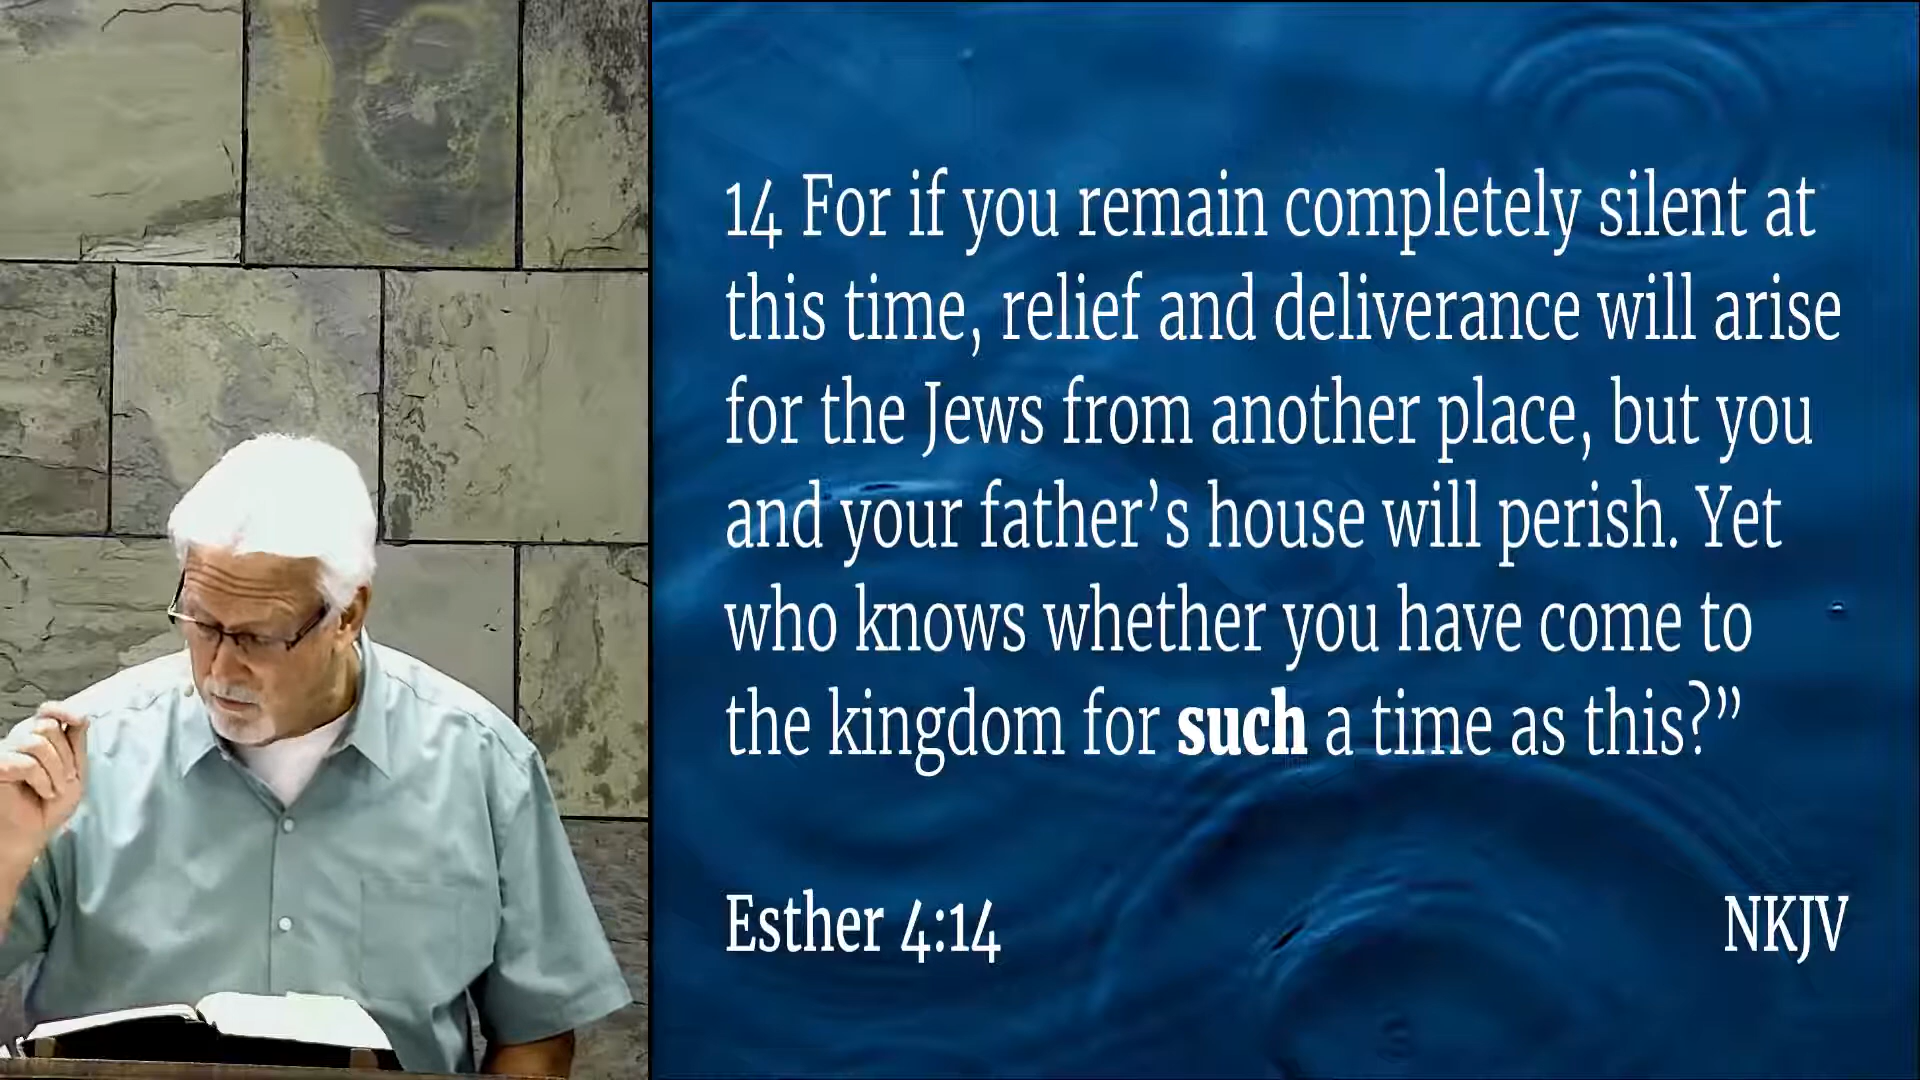 14 For if you remain completely silent at
this time, relief and deliverance will arise
for the Jews from another place, but you
and your father’s house will perish. Yet
who knows whether you have come to
the kingdom for such a time as this?”
Esther 4:14
NKJV